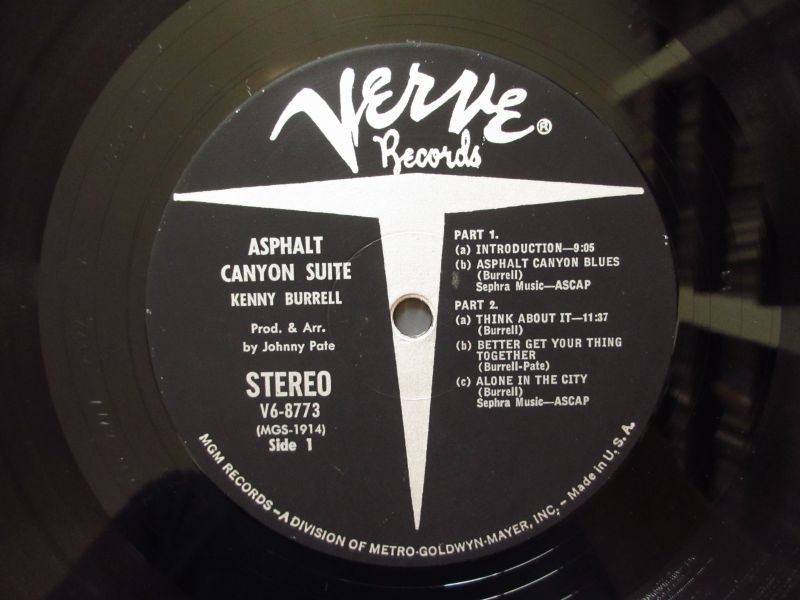 Verve®
Records
ASPHALT
CANYON SUITE
KENNY BURRELL
Prod. & Arr.
by Johnny Pate
STEREO
V6-8773
(MGS-1914)
Side 1
PART 1.
(a) INTRODUCTION—9:05
(b) ASPHALT CANYON BLUES
(Burrell)
Sephra Music—ASCAP
PART 2.
(a) THINK ABOUT IT—11:37
(Burrell)
(b) BETTER GET YOUR THING
TOGETHER
(Burrell-Pate)
(c) ALONE IN THE CITY
(Burrell)
Sephra Music—ASCAP
MGM RECORDS—A DIVISION OF METRO-GOLDWYN-MAYER, INC. – Made in U. S. A.